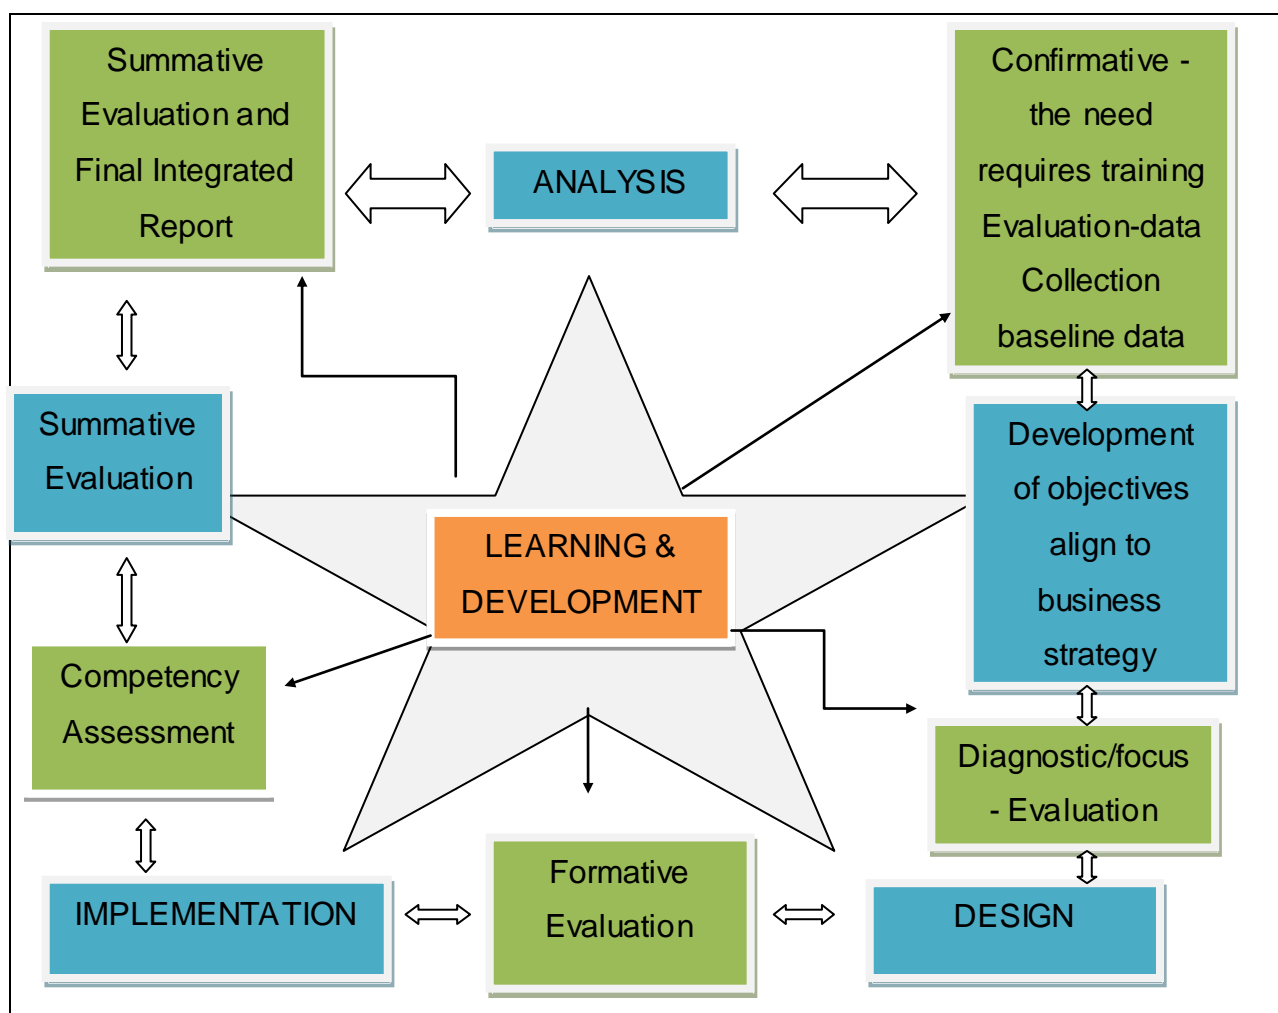 Summative
Evaluation and
Final Integrated
Report
ANALYSIS
Confirmative -
the need
requires training
Evaluation-data
Collection
baseline data
Summative
Evaluation
LEARNING &
DEVELOPMENT
Development
of objectives
align to
business
strategy
Competency
Assessment
Diagnostic/focus
- Evaluation
IMPLEMENTATION
Formative
Evaluation
DESIGN